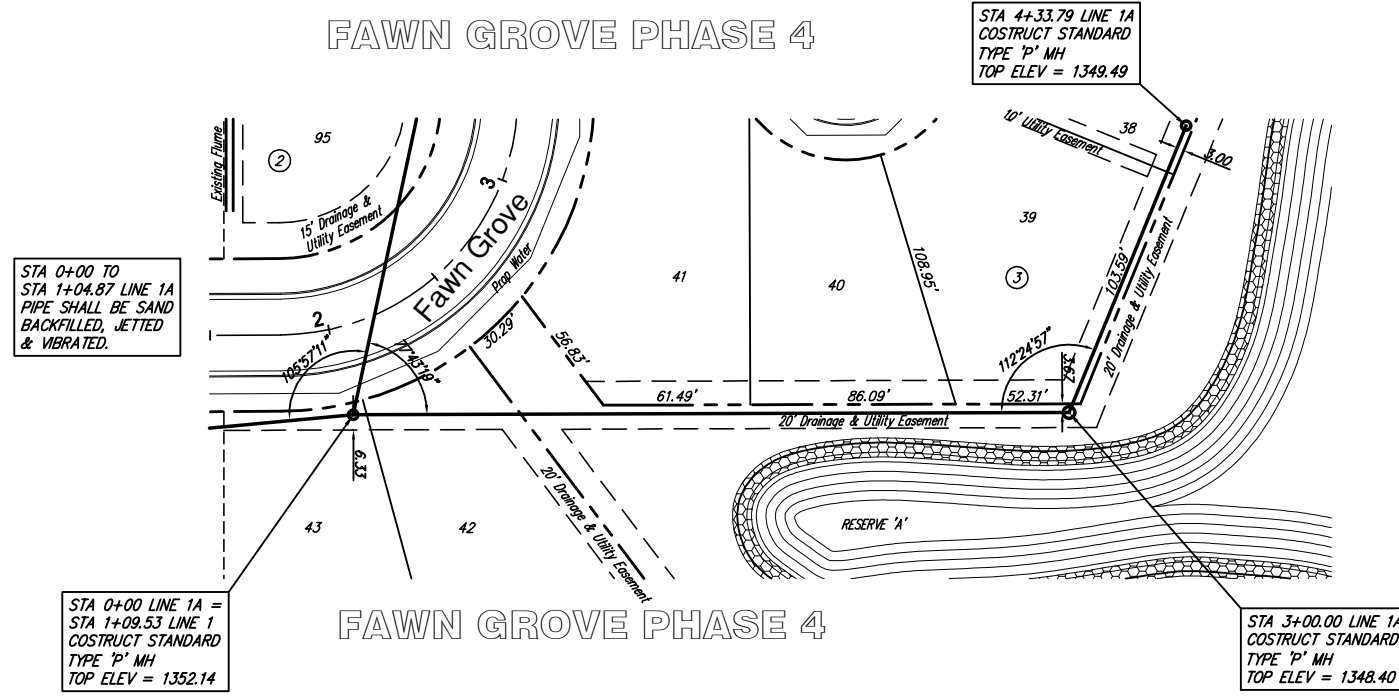 FAWN GROVE PHASE 4
STA 4+33.79 LINE 1A
COSTRUCT STANDARD
TYPE 'P' MH
TOP ELEV = 1349.49
Existing Flume
95
2
15' Drainage &
Utility Easement
3
Fawn Grove
Prop Water
2
10' Utility Easement
38
3.00
39
3
41
40
108.95'
103.59'
20' Drainage & Utility Easement
STA 0+00 TO
STA 1+04.87 LINE 1A
PIPE SHALL BE SAND
BACKFILLED, JETTED
& VIBRATED.
105°57'11"
77°43'19"
30.29'
56.83'
112°24'57"
3.67
61.49'
86.09'
52.31'
20' Drainage & Utility Easement
6.33
20' Drainage & Utility Easement
43
42
RESERVE 'A'
STA 0+00 LINE 1A =
STA 1+09.53 LINE 1
COSTRUCT STANDARD
TYPE 'P' MH
TOP ELEV = 1352.14
FAWN GROVE PHASE 4
STA 3+00.00 LINE 1A
COSTRUCT STANDARD
TYPE 'P' MH
TOP ELEV = 1348.40